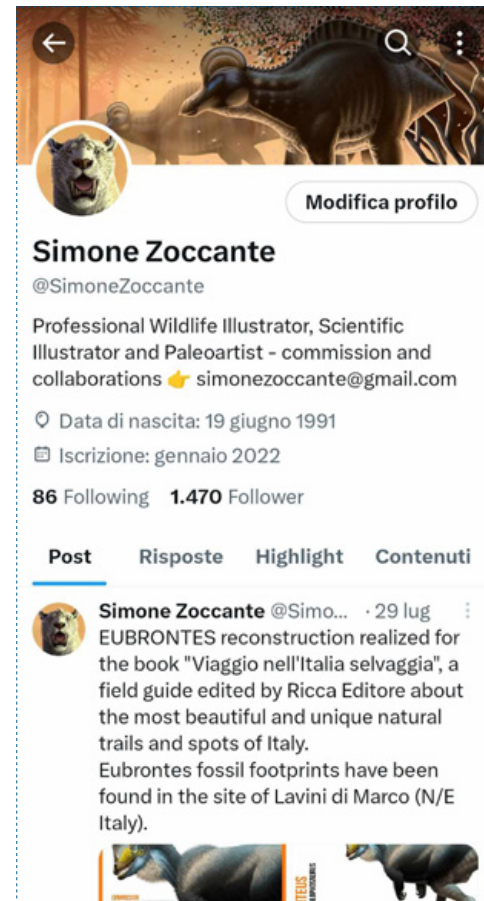 Modifica profilo
Simone Zoccante
@SimoneZoccante
Professional Wildlife Illustrator, Scientific
Illustrator and Paleoartist - commission and
collaborations 👉 simonezoccante@gmail.com
Data di nascita: 19 giugno 1991
Iscrizione: gennaio 2022
86 Following 1.470 Follower
Post Risposte Highlight Contenuti
Simone Zoccante @Simo... · 29 lug
EUBRONTES reconstruction realized for
the book "Viaggio nell'Italia selvaggia", a
field guide edited by Ricca Editore about
the most beautiful and unique natural
trails and spots of Italy.
Eubrontes fossil footprints have been
found in the site of Lavini di Marco (N/E
Italy).